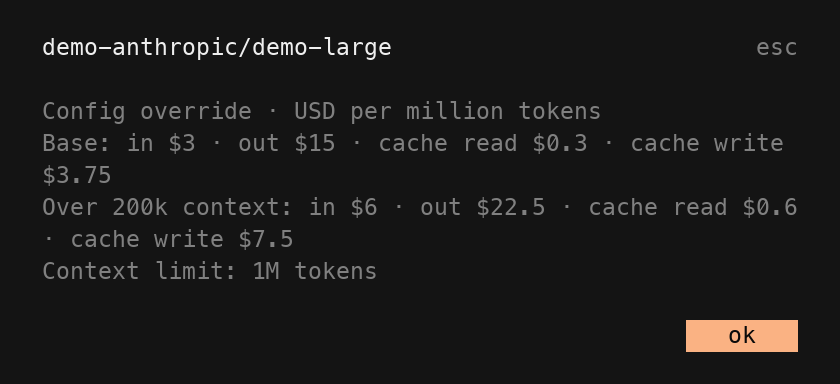 demo-anthropic/demo-large esc
Config override · USD per million tokens
Base: in $3 · out $15 · cache read $0.3 · cache write
$3.75
Over 200k context: in $6 · out $22.5 · cache read $0.6
· cache write $7.5
Context limit: 1M tokens
ok